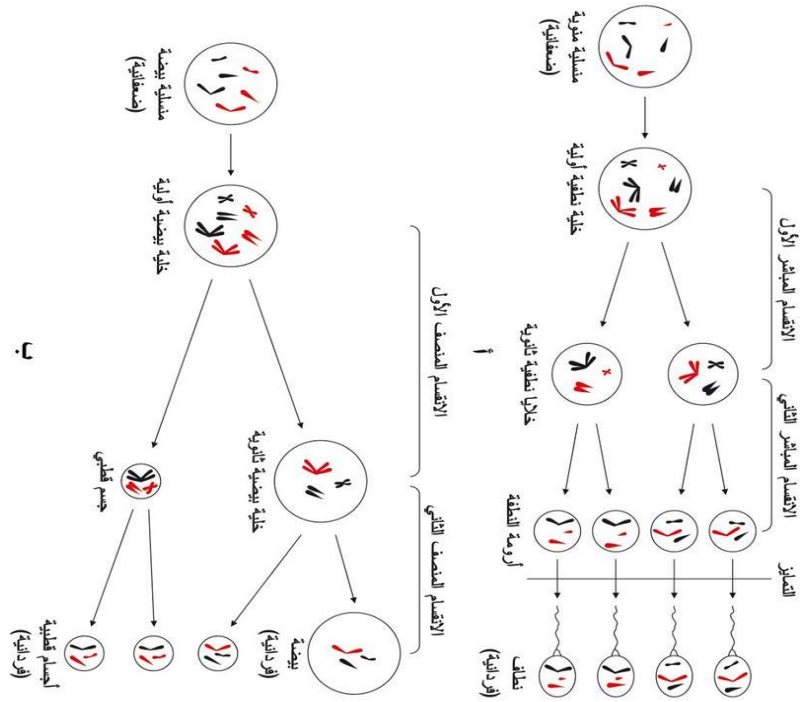 منسلية منوية
(ضعفانية)
خلية نطفية أولية
الانقسام المباشر الأول
خلايا نطفية ثانوية
الانقسام المباشر الثاني
أرومة النطفة
التمايز
نطاف
(فردانية)
أ
منسلية بيضة
(ضعفانية)
خلية بيضية أولية
الانقسام المنصف الأول
خلية بيضية ثانوية
جسم قطبي
الانقسام المنصف الثاني
بيضة
(فردانية)
أجسام قطبية
(فردانية)
ب